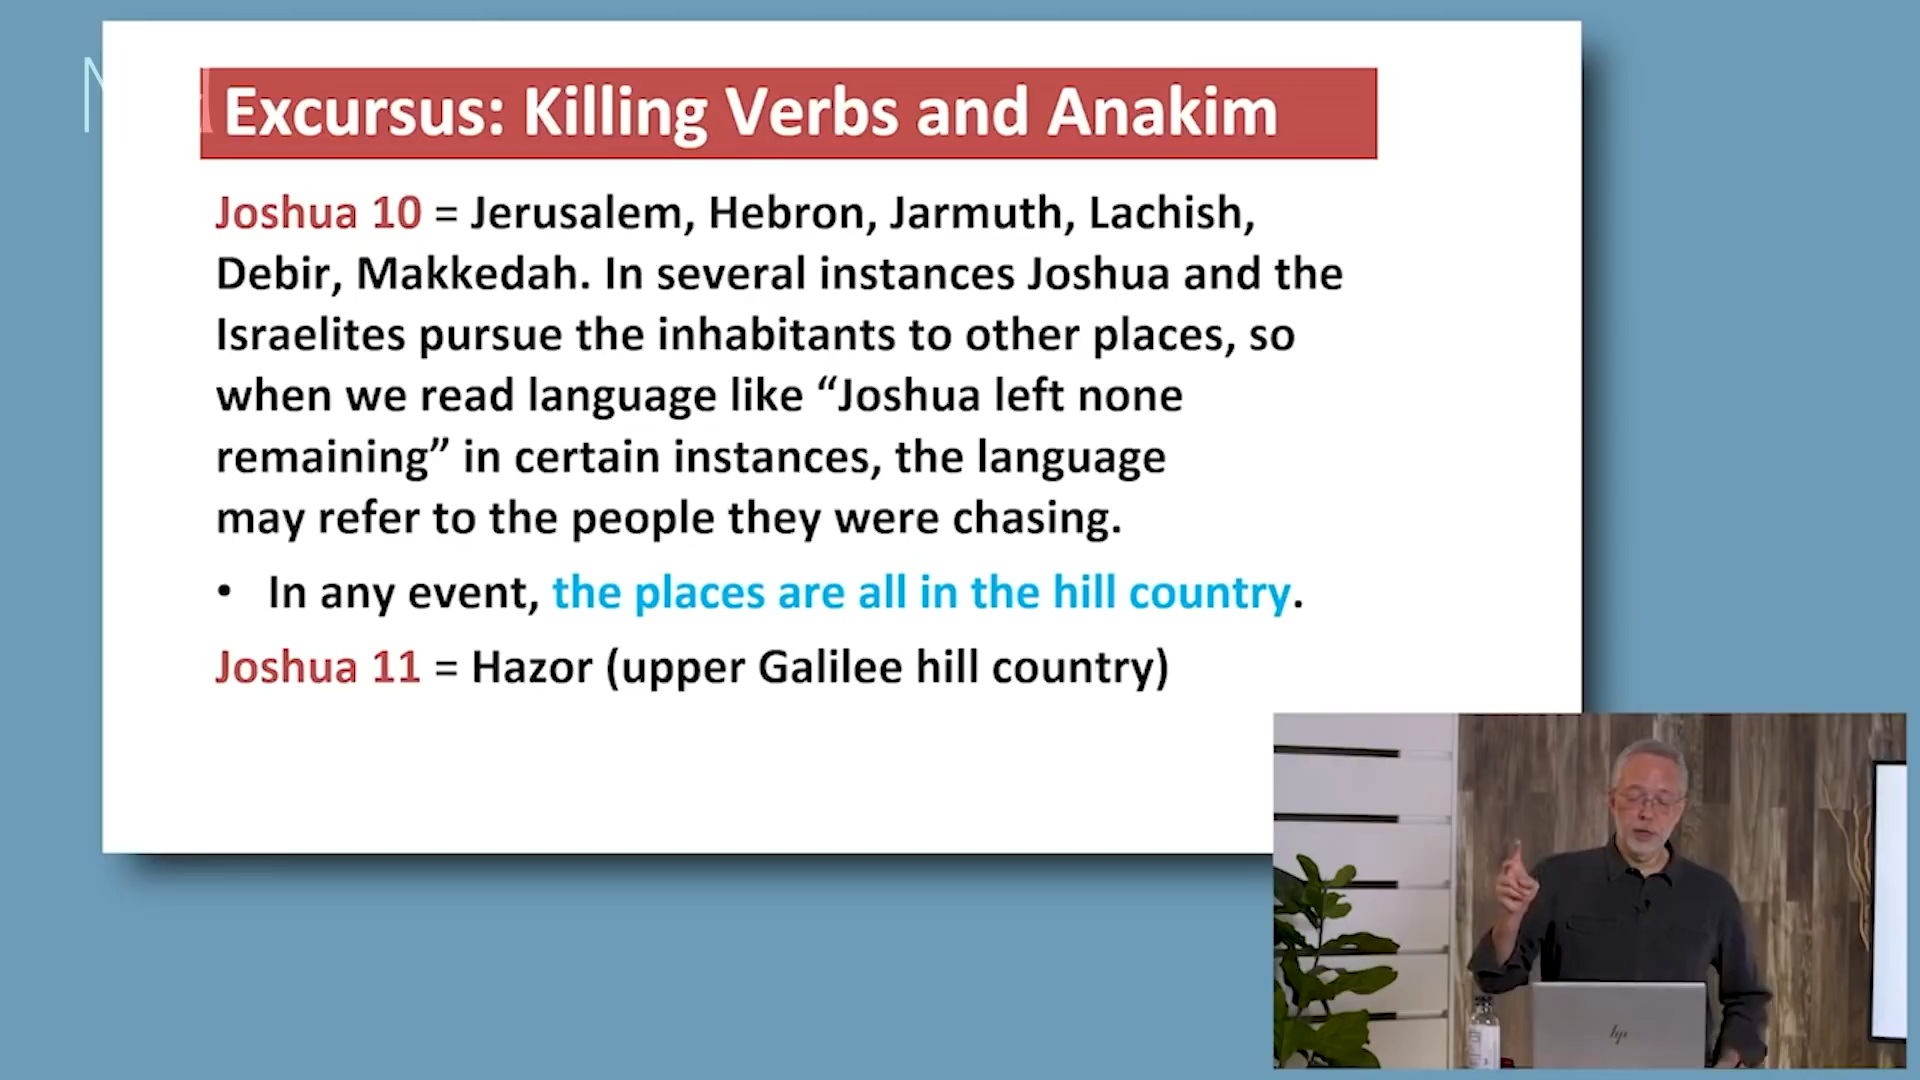 Excursus: Killing Verbs and Anakim
Joshua 10 = Jerusalem, Hebron, Jarmuth, Lachish,
Debir, Makkedah. In several instances Joshua and the
Israelites pursue the inhabitants to other places, so
when we read language like “Joshua left none
remaining” in certain instances, the language
may refer to the people they were chasing.
• In any event, the places are all in the hill country.
Joshua 11 = Hazor (upper Galilee hill country)
hp